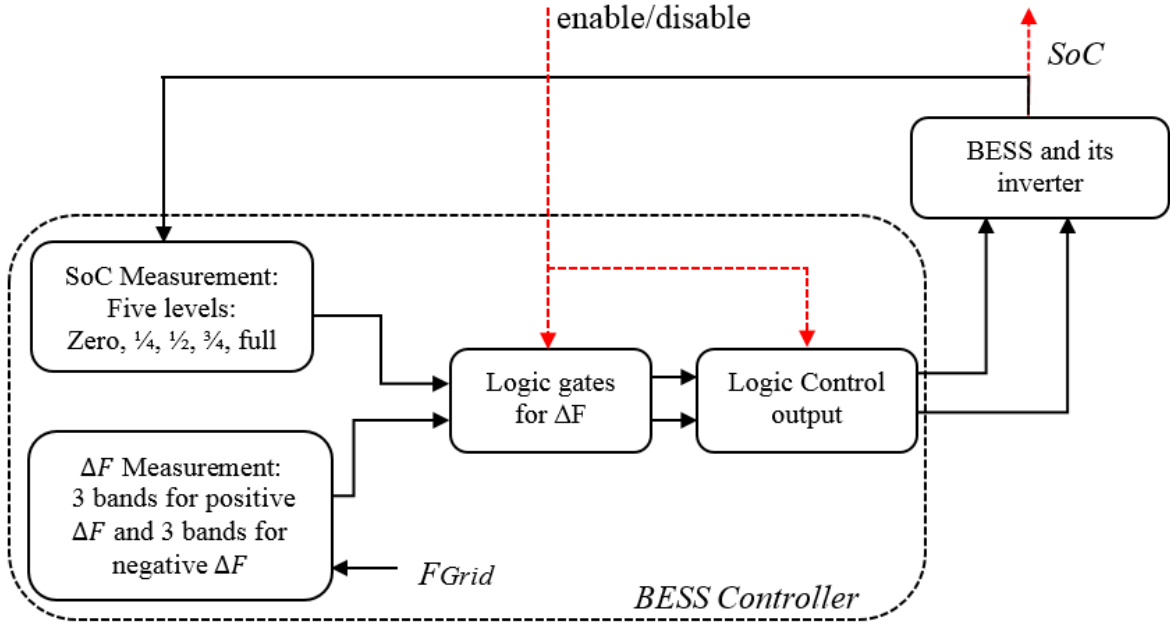 enable/disable
SoC
BESS and its
inverter
SoC Measurement:
Five levels:
Zero, ¼, ½, ¾, full
Logic gates
for ΔF
Logic Control
output
ΔF Measurement:
3 bands for positive
ΔF and 3 bands for
negative ΔF
FGrid
BESS Controller